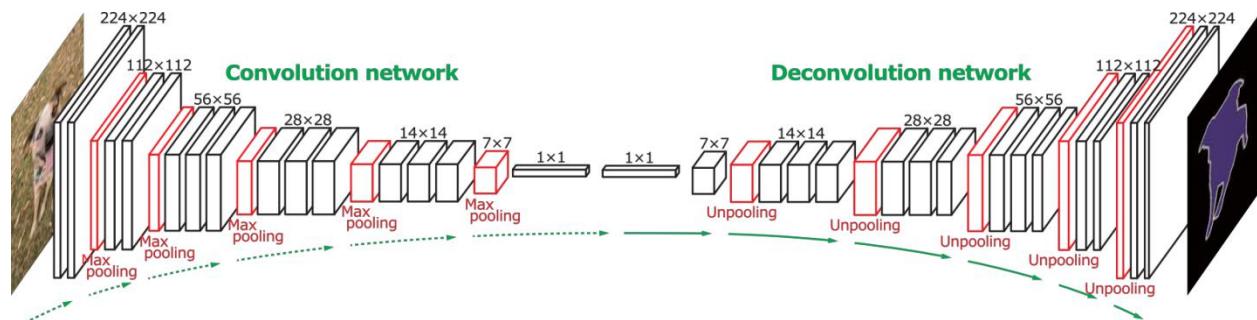 224×224
112×112
56×56
28×28
14×14
7×7
1×1
1×1
7×7
14×14
28×28
56×56
112×112
224×224
Convolution network
Deconvolution network
Max
pooling
Max
pooling
Max
pooling
Max
pooling
Max
pooling
Unpooling
Unpooling
Unpooling
Unpooling
Unpooling